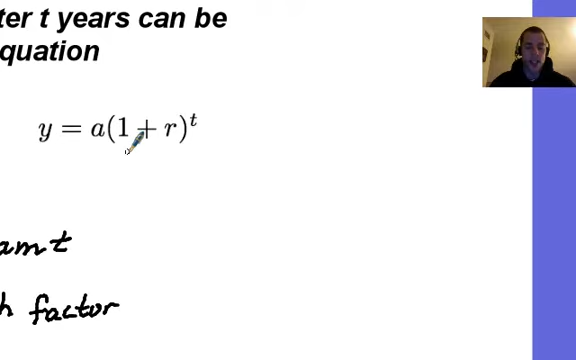 ter t years can be
quation
y = a(1 + r)^t
amt
h factor